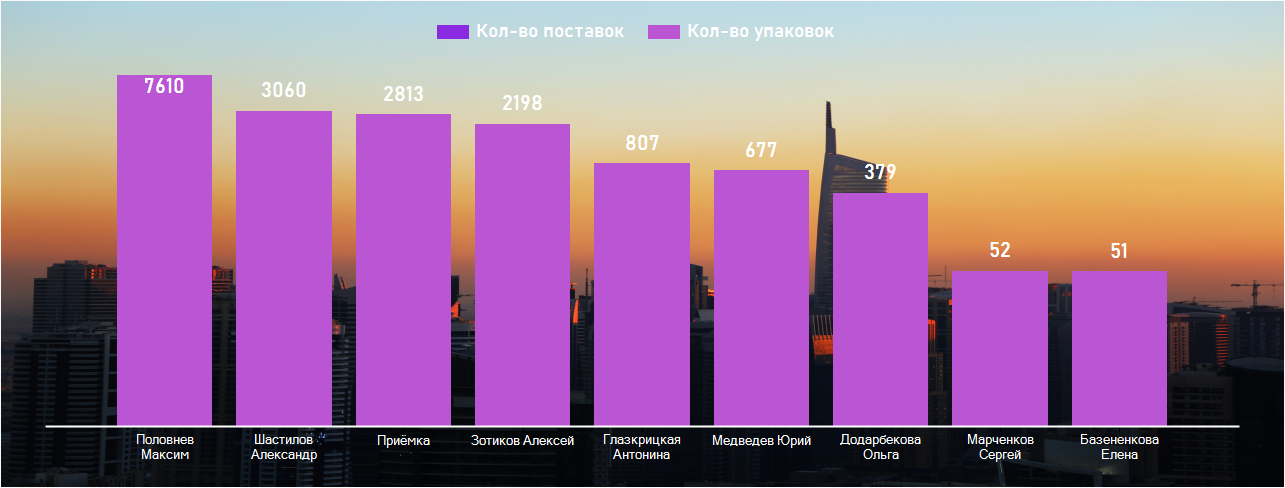 Кол-во поставок Кол-во упаковок
7610
3060
2813
2198
807
677
379
52
51
Половнев
Максим
Шастилов
Александр
Приёмка
Зотиков Алексей
Глазкрицкая
Антонина
Медведев Юрий
Додарбекова
Ольга
Марченков
Сергей
Базененкова
Елена